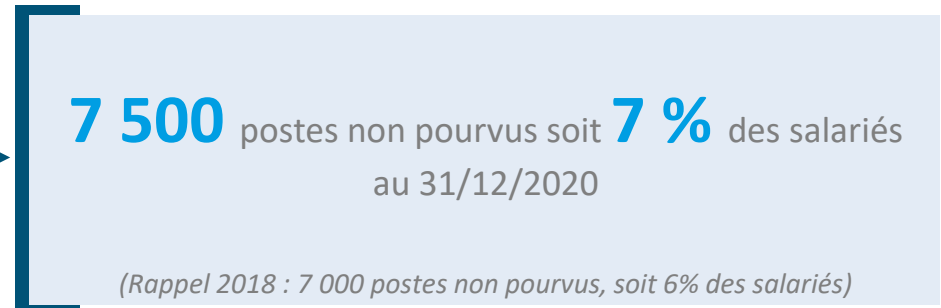 7 500 postes non pourvus soit 7 % des salariés
au 31/12/2020
(Rappel 2018 : 7 000 postes non pourvus, soit 6% des salariés)